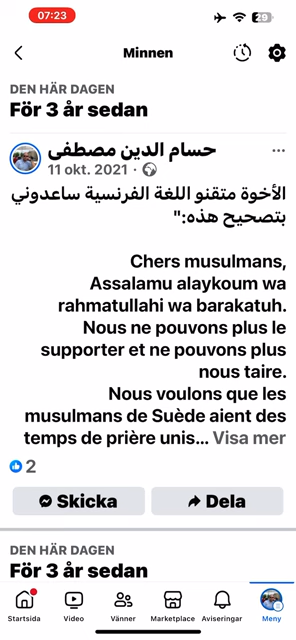 07:23
29
Minnen
DEN HÄR DAGEN
För 3 år sedan
حسام الدين مصطفى
11 okt. 2021 ·
الأخوة متقنو اللغة الفرنسية ساعدوني
بتصحيح هذه:"
Chers musulmans,
Assalamu alaykoum wa
rahmatullahi wa barakatuh.
Nous ne pouvons plus le
supporter et ne pouvons plus
nous taire.
Nous voulons que les
musulmans de Suède aient des
temps de prière unis... Visa mer
2
Skicka
Dela
DEN HÄR DAGEN
För 3 år sedan
Startsida
Video
Vänner
Marketplace
Aviseringar
Meny